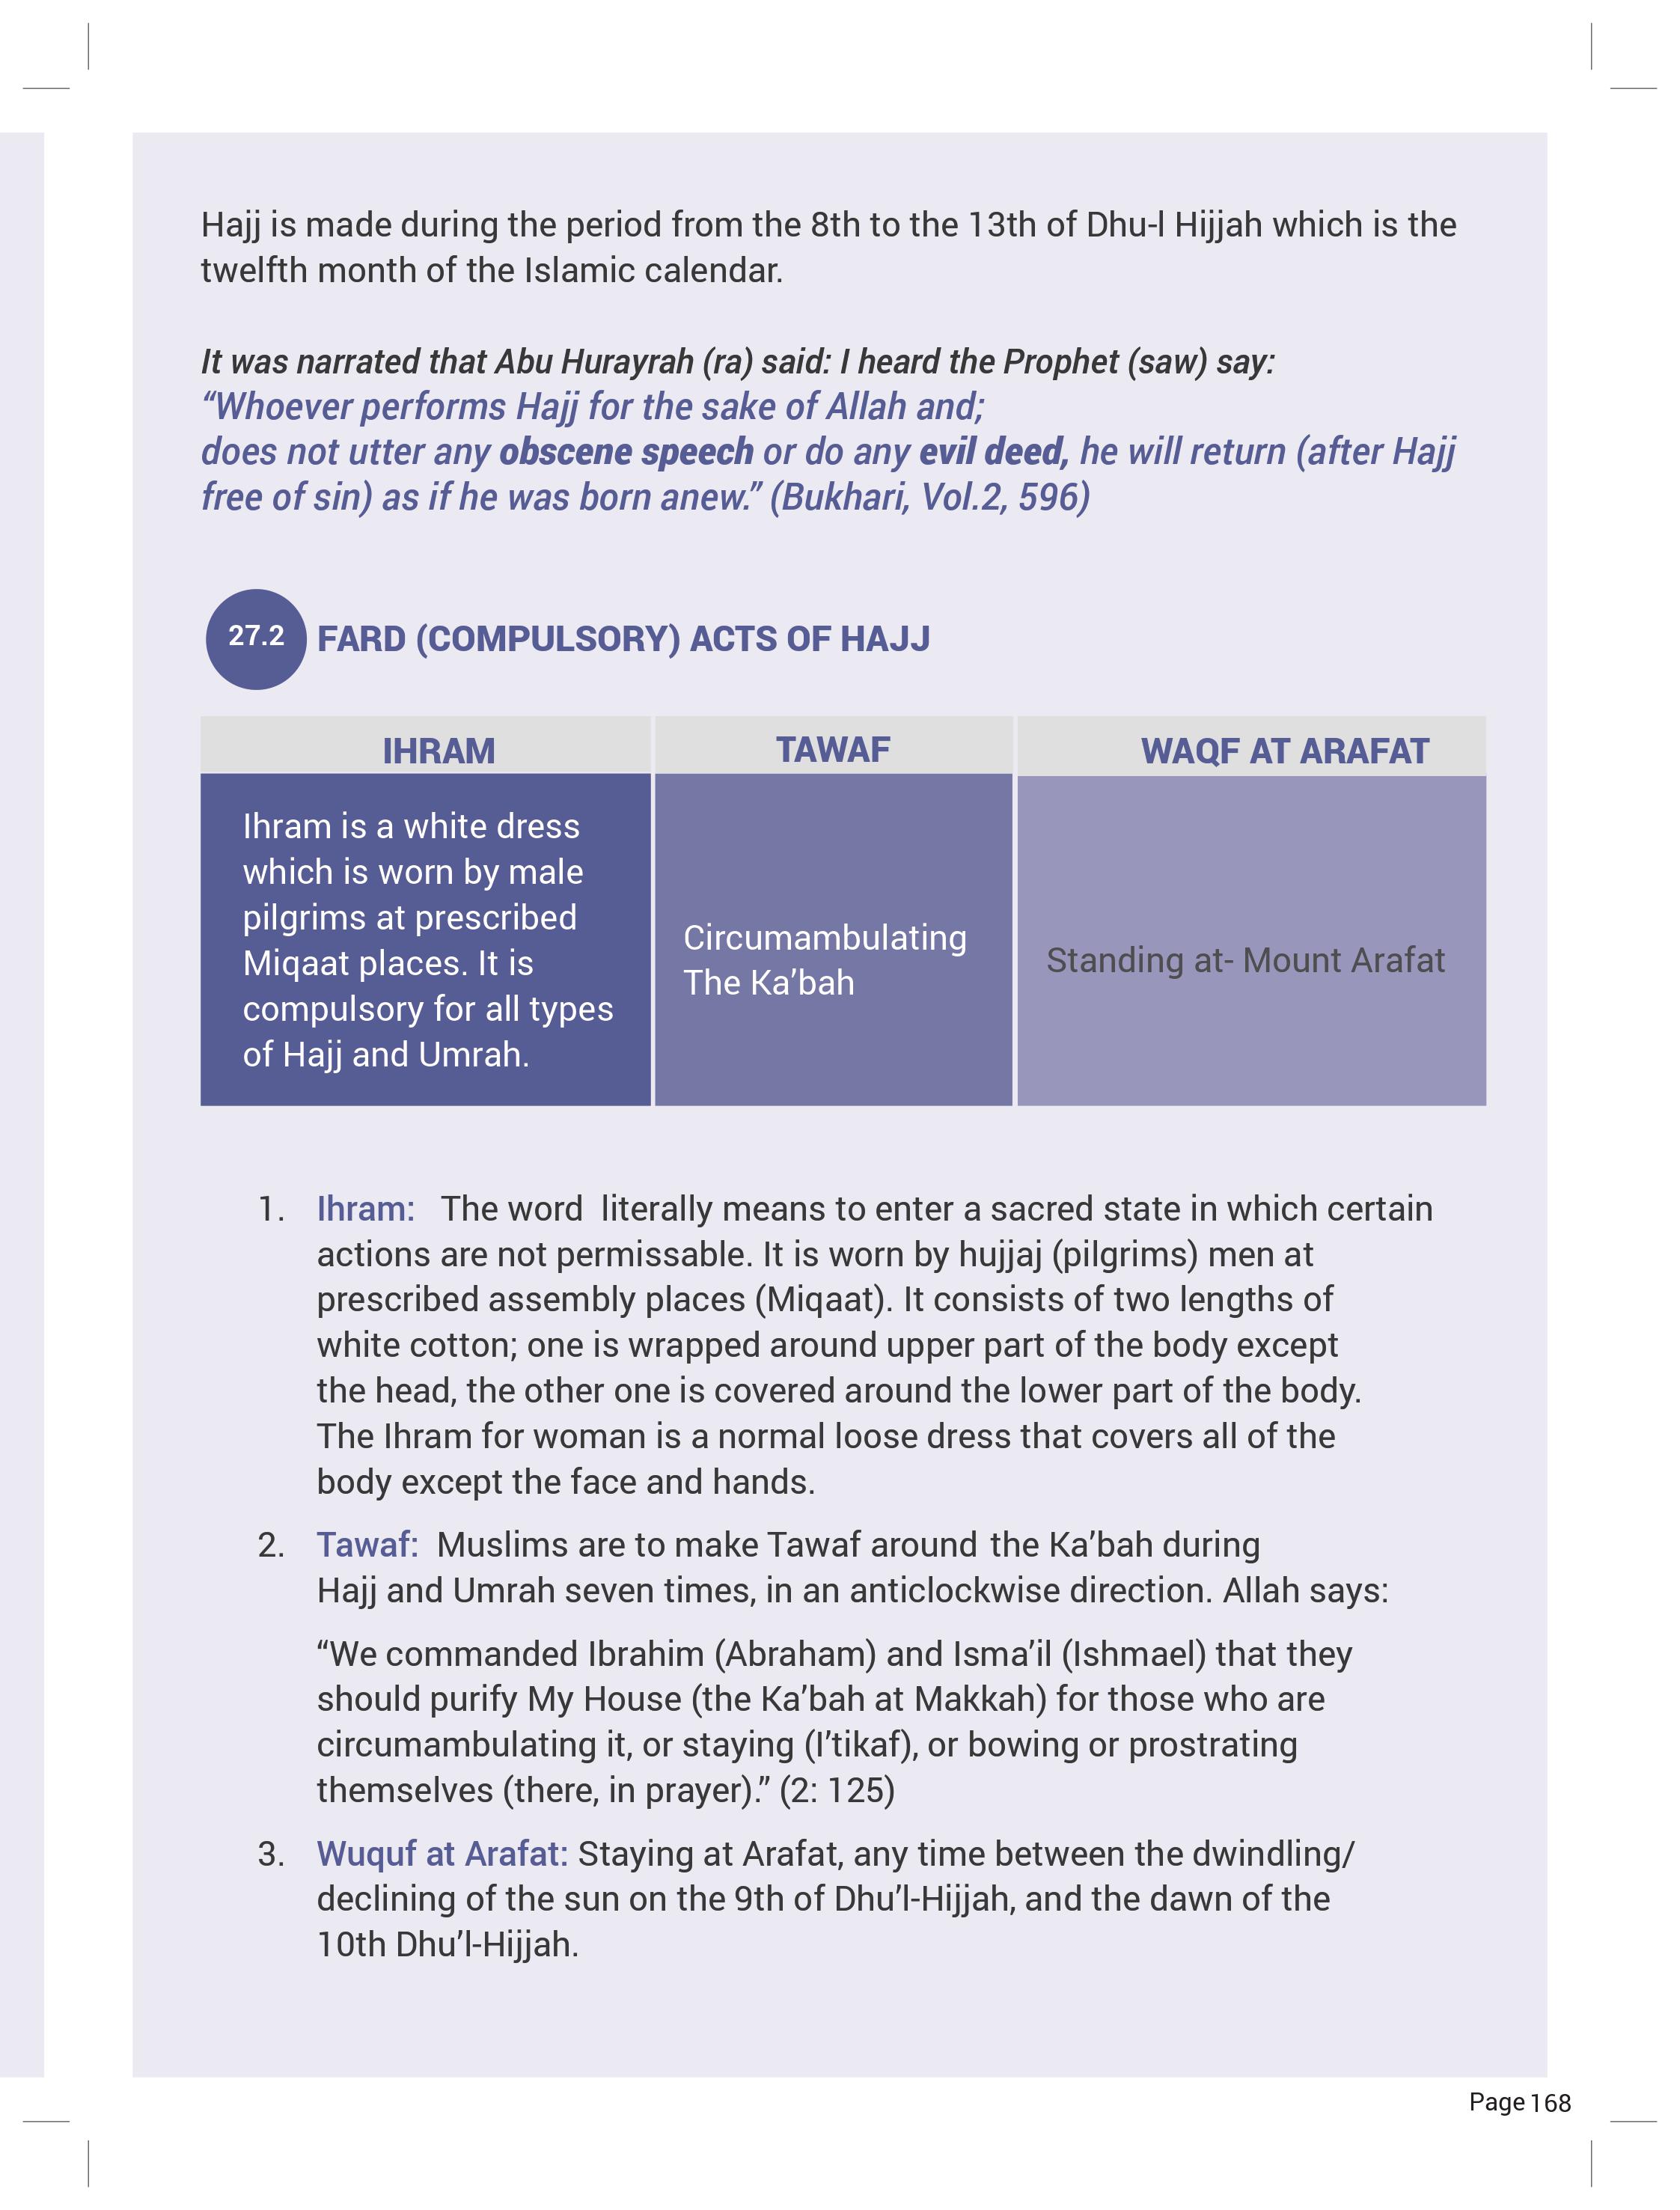 Hajj is made during the period from the 8th to the 13th of Dhu-l Hijjah which is the
twelfth month of the Islamic calendar.
It was narrated that Abu Hurayrah (ra) said: I heard the Prophet (saw) say:
“Whoever performs Hajj for the sake of Allah and;
does not utter any obscene speech or do any evil deed, he will return (after Hajj
free of sin) as if he was born anew.” (Bukhari, Vol.2, 596)
27.2 FARD (COMPULSORY) ACTS OF HAJJ
IHRAM
Ihram is a white dress
which is worn by male
pilgrims at prescribed
Miqaat places. It is
compulsory for all types
of Hajj and Umrah.
TAWAF
Circumambulating
The Ka’bah
WAQF AT ARAFAT
Standing at- Mount Arafat
1. Ihram: The word literally means to enter a sacred state in which certain
actions are not permissable. It is worn by hujjaj (pilgrims) men at
prescribed assembly places (Miqaat). It consists of two lengths of
white cotton; one is wrapped around upper part of the body except
the head, the other one is covered around the lower part of the body.
The Ihram for woman is a normal loose dress that covers all of the
body except the face and hands.
2. Tawaf: Muslims are to make Tawaf around the Ka’bah during
Hajj and Umrah seven times, in an anticlockwise direction. Allah says:
“We commanded Ibrahim (Abraham) and Isma’il (Ishmael) that they
should purify My House (the Ka’bah at Makkah) for those who are
circumambulating it, or staying (I’tikaf), or bowing or prostrating
themselves (there, in prayer).” (2: 125)
3. Wuquf at Arafat: Staying at Arafat, any time between the dwindling/
declining of the sun on the 9th of Dhu’l-Hijjah, and the dawn of the
10th Dhu’l-Hijjah.
Page 168